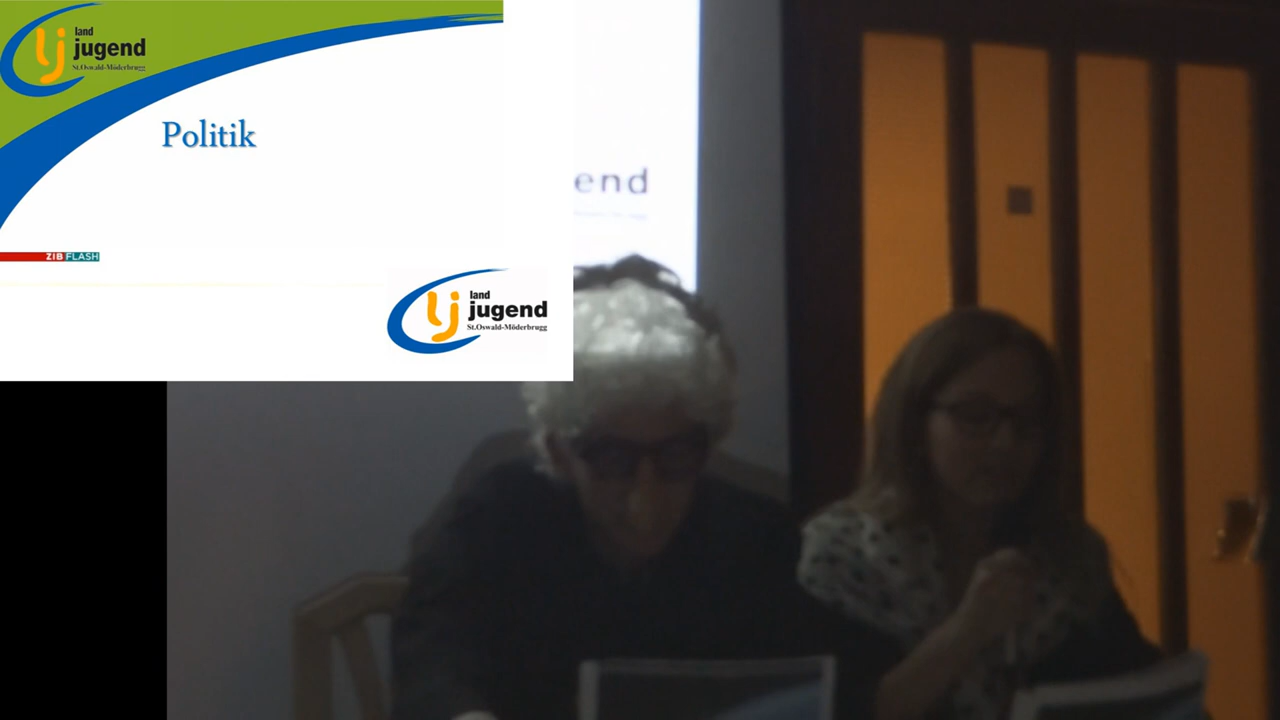 land
jugend
St.Oswald-Möderbrugg
Politik
end
ZIB FLASH
land
jugend
St.Oswald-Möderbrugg